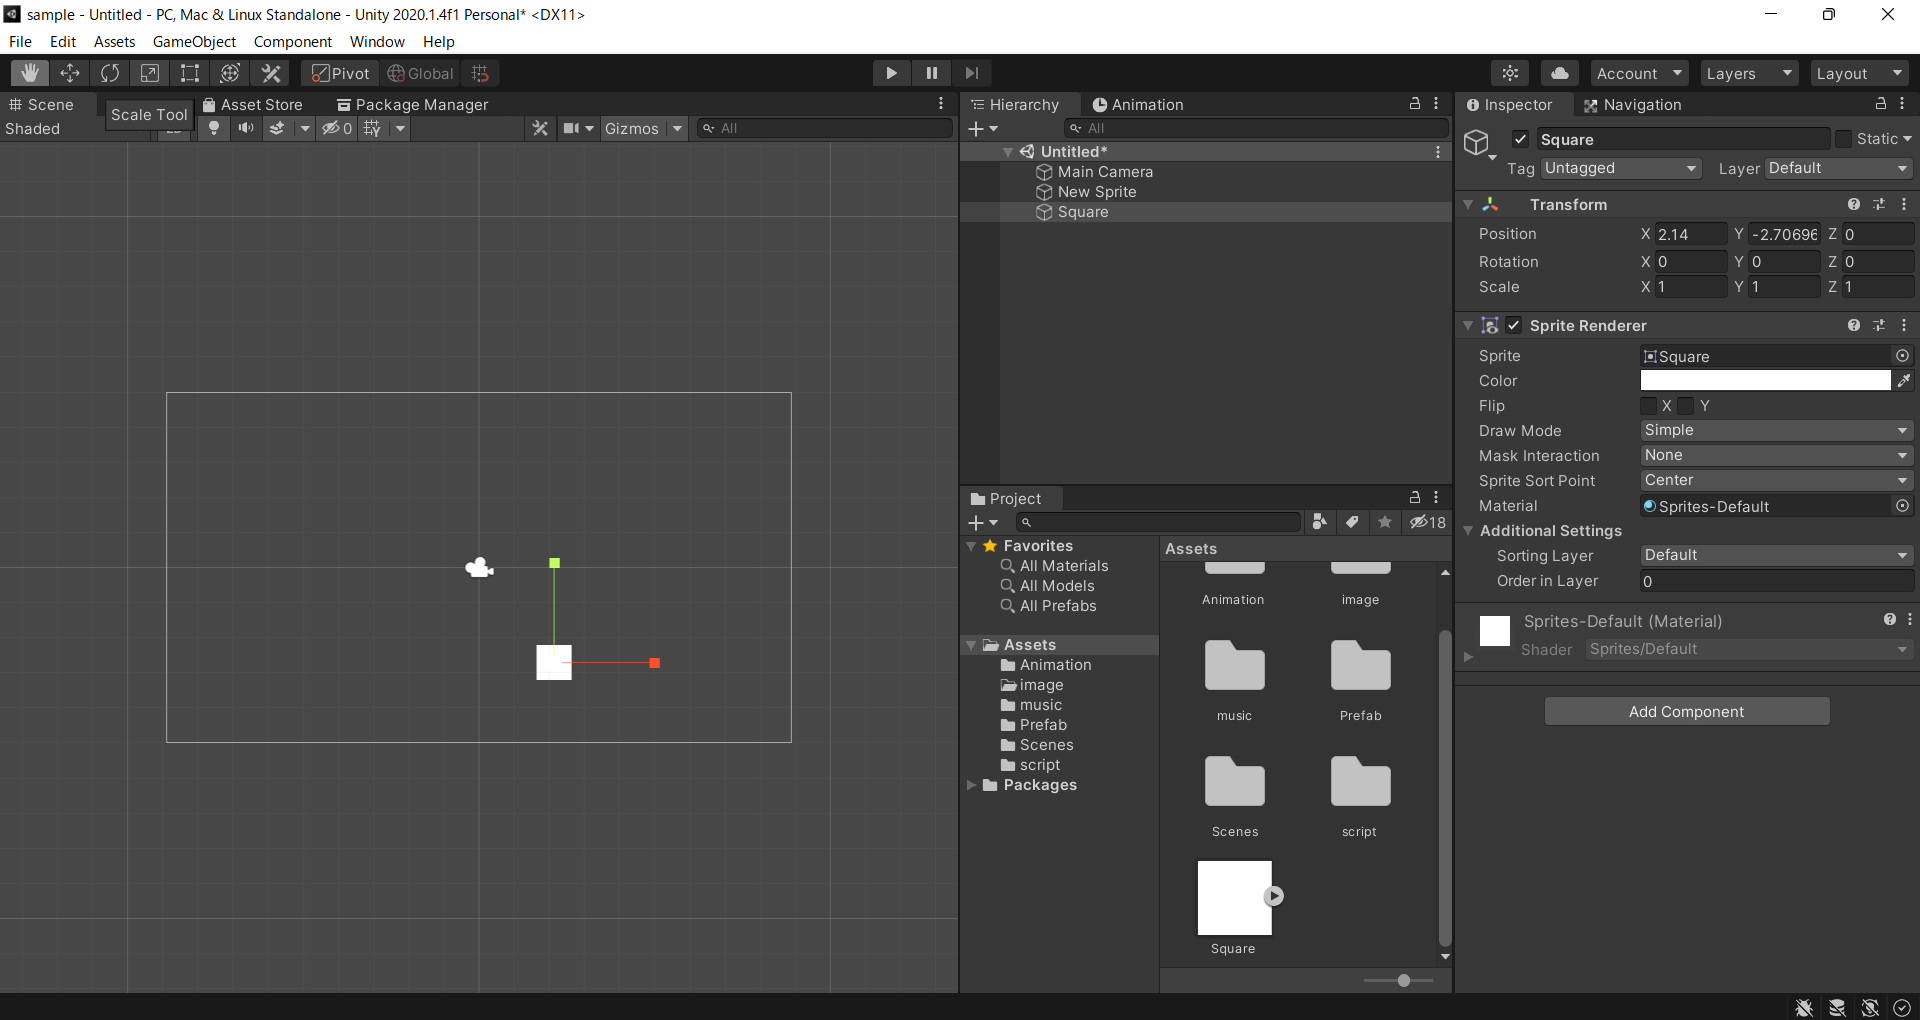 sample - Untitled - PC, Mac & Linux Standalone - Unity 2020.1.4f1 Personal* <DX11>
File Edit Assets GameObject Component Window Help
Pivot Global Account Layers Layout
Scene Asset Store Package Manager
Scale Tool
Shaded 0 Gizmos All
Hierarchy Animation
All
Untitled*
Main Camera
New Sprite
Square
Project
18
Favorites
All Materials
All Models
All Prefabs
Assets
Animation
image
music
Prefab
Scenes
script
Packages
Assets
Animation image
music Prefab
Scenes script
Square
Inspector Navigation
Square Static
Tag Untagged Layer Default
Transform
Position X 2.14 Y -2.70696 Z 0
Rotation X 0 Y 0 Z 0
Scale X 1 Y 1 Z 1
Sprite Renderer
Sprite Square
Color
Flip X Y
Draw Mode Simple
Mask Interaction None
Sprite Sort Point Center
Material Sprites-Default
Additional Settings
Sorting Layer Default
Order in Layer 0
Sprites-Default (Material)
Shader Sprites/Default
Add Component